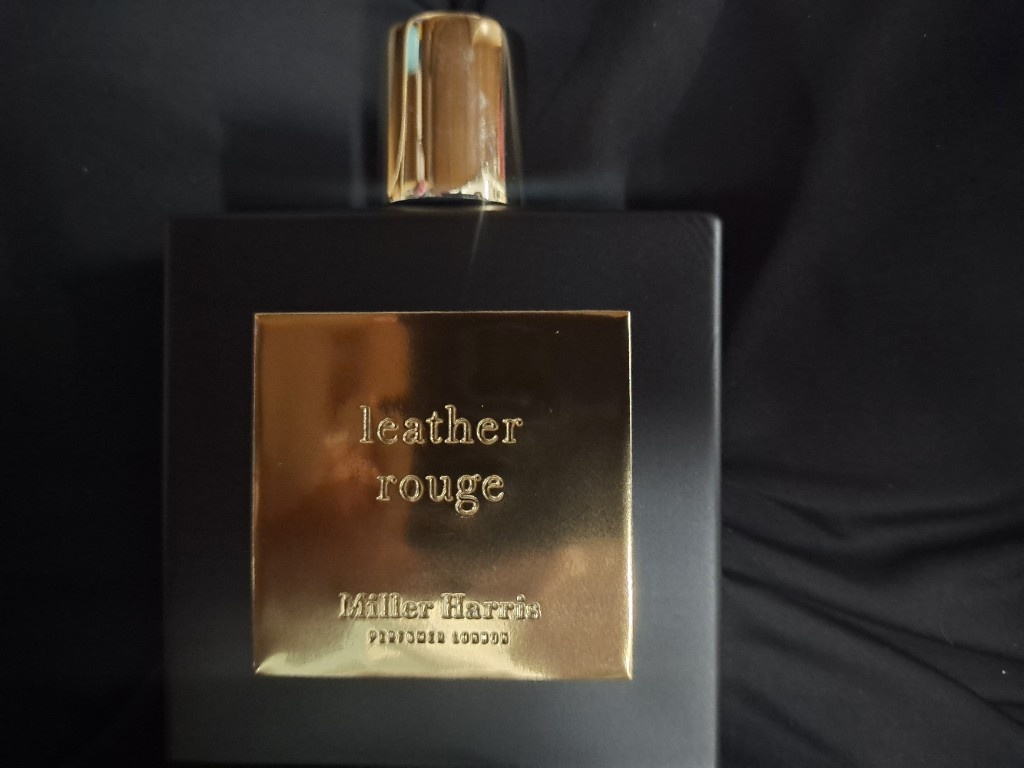 leather
rouge
Miller Harris
PERFUMER LONDON